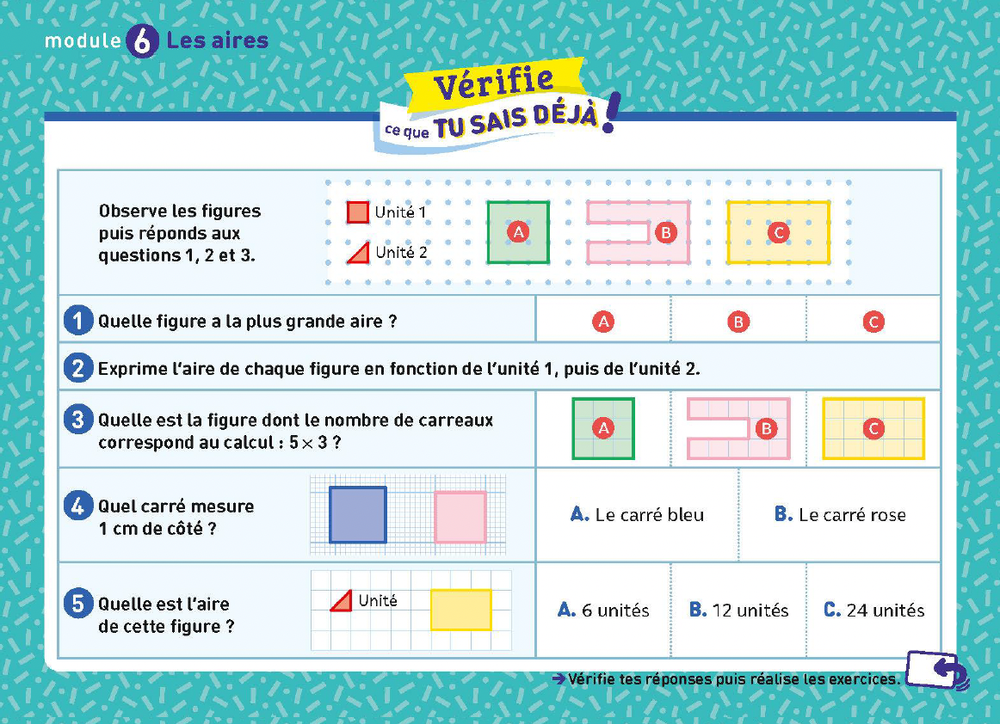 module 6 Les aires
Vérifie
ce que TU SAIS DÉJÀ !
Observe les figures
puis réponds aux
questions 1, 2 et 3.
Unité 1
Unité 2
A
B
C
1 Quelle figure a la plus grande aire ?
A
B
C
2 Exprime l'aire de chaque figure en fonction de l'unité 1, puis de l'unité 2.
3 Quelle est la figure dont le nombre de carreaux
correspond au calcul : 5 × 3 ?
A
B
C
4 Quel carré mesure
1 cm de côté ?
A. Le carré bleu
B. Le carré rose
5 Quelle est l'aire
de cette figure ?
Unité
A. 6 unités
B. 12 unités
C. 24 unités
→ Vérifie tes réponses puis réalise les exercices.